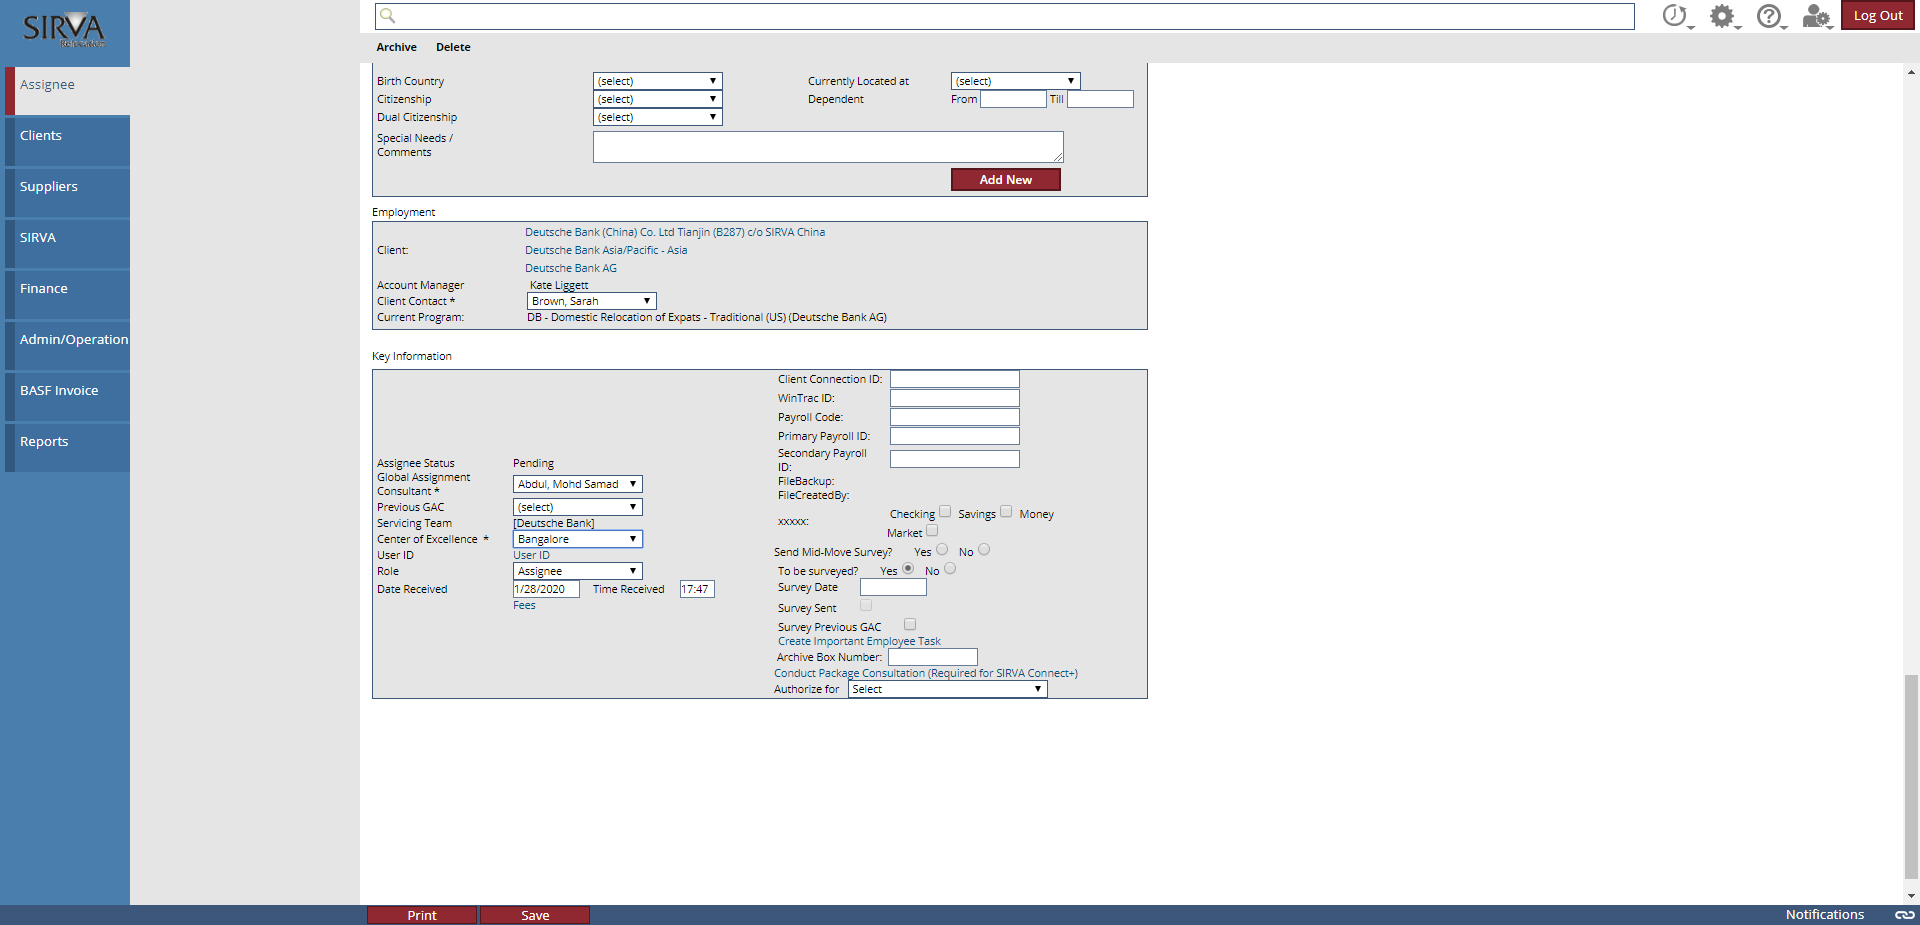 SIRVA
Log Out
Archive Delete
Assignee
Clients
Suppliers
SIRVA
Finance
Admin/Operation
BASF Invoice
Reports
Birth Country (select) Currently Located at (select)
Citizenship (select) Dependent From Till
Dual Citizenship (select)
Special Needs /
Comments
Add New
Employment
Deutsche Bank (China) Co. Ltd Tianjin (B287) c/o SIRVA China
Client: Deutsche Bank Asia/Pacific - Asia
Deutsche Bank AG
Account Manager Kate Liggett
Client Contact * Brown, Sarah
Current Program: DB - Domestic Relocation of Expats - Traditional (US) (Deutsche Bank AG)
Key Information
Assignee Status Pending
Global Assignment
Consultant * Abdul, Mohd Samad
Previous GAC (select)
Servicing Team [Deutsche Bank]
Center of Excellence * Bangalore
User ID User ID
Role Assignee
Date Received 1/28/2020 Time Received 17:47
Fees
Client Connection ID:
WinTrac ID:
Payroll Code:
Primary Payroll ID:
Secondary Payroll
ID:
FileBackup:
FileCreatedBy:
xxxxx: Checking Savings Money
Market
Send Mid-Move Survey? Yes No
To be surveyed? Yes No
Survey Date
Survey Sent
Survey Previous GAC
Create Important Employee Task
Archive Box Number:
Conduct Package Consultation (Required for SIRVA Connect+)
Authorize for Select
Print Save Notifications